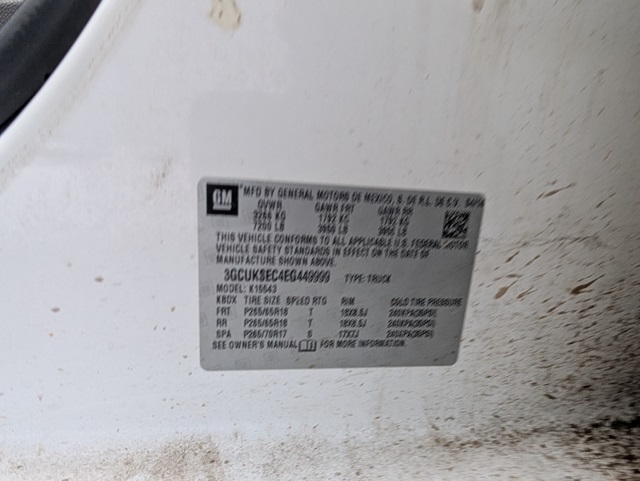 GM
MFD BY GENERAL MOTORS DE MEXICO, S. DE R.L. DE C.V. 04/14
GVWR GAWR FRT GAWR RR
3266 KG 1792 KG 1792 KG
7200 LB 3950 LB 3950 LB
THIS VEHICLE CONFORMS TO ALL APPLICABLE U.S. FEDERAL MOTOR
VEHICLE SAFETY STANDARDS IN EFFECT ON THE DATE OF
MANUFACTURE SHOWN ABOVE.
3GCUKSEC4EG449999 TYPE: TRUCK
MODEL: K15543
KBDX TIRE SIZE SPEED RTG RIM COLD TIRE PRESSURE
FRT P265/65R18 T 18X8.5J 240KPA(35PSI)
RR P265/65R18 T 18X8.5J 240KPA(35PSI)
SPA P265/70R17 S 17X7J 240KPA(35PSI)
SEE OWNER'S MANUAL FOR MORE INFORMATION.